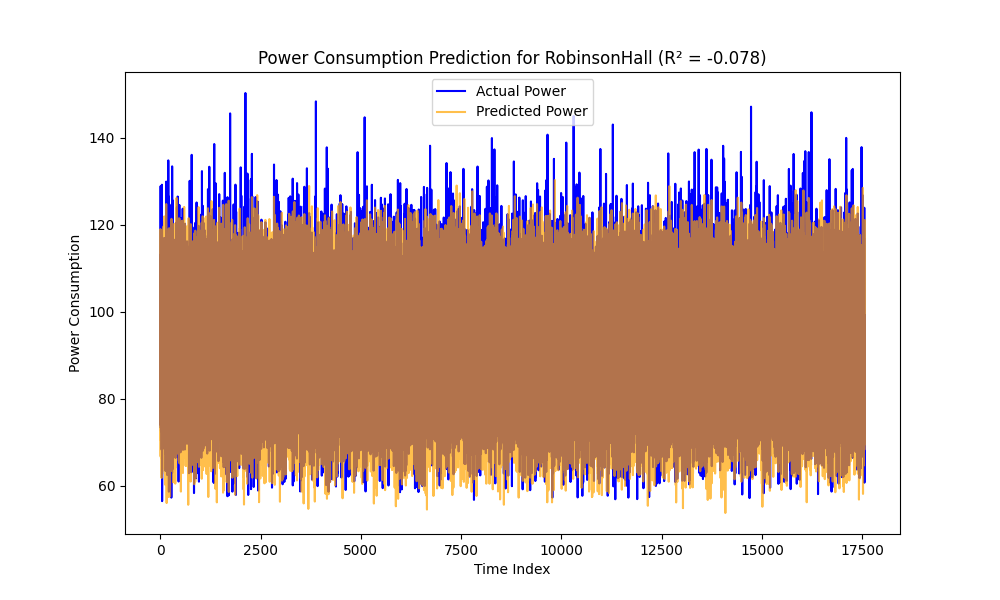 Power Consumption Prediction for RobinsonHall (R² = -0.078)
Actual Power
Predicted Power
Power Consumption
140
120
100
80
60
0 2500 5000 7500 10000 12500 15000 17500
Time Index